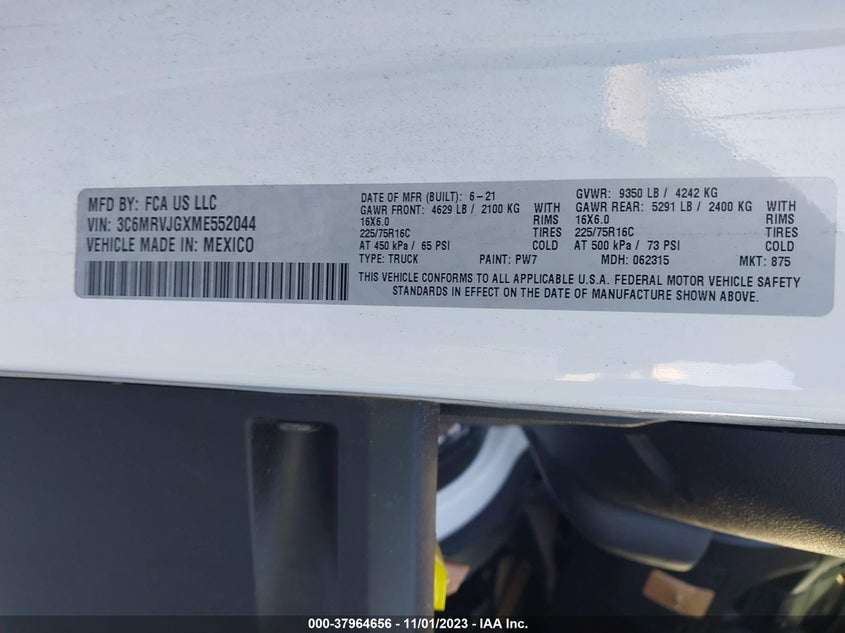 MFD BY: FCA US LLC
VIN: 3C6MRVJGXME552044
VEHICLE MADE IN: MEXICO
DATE OF MFR (BUILT): 6-21
GAWR FRONT: 4629 LB / 2100 KG WITH
16X6.0 RIMS
225/75R16C TIRES
AT 450 kPa / 65 PSI COLD
TYPE: TRUCK PAINT: PW7
GVWR: 9350 LB / 4242 KG
GAWR REAR: 5291 LB / 2400 KG WITH
16X6.0 RIMS
225/75R16C TIRES
AT 500 kPa / 73 PSI COLD
MDH: 062315 MKT: 875
THIS VEHICLE CONFORMS TO ALL APPLICABLE U.S.A. FEDERAL MOTOR VEHICLE SAFETY
STANDARDS IN EFFECT ON THE DATE OF MANUFACTURE SHOWN ABOVE.
000-37964656 - 11/01/2023 - IAA Inc.